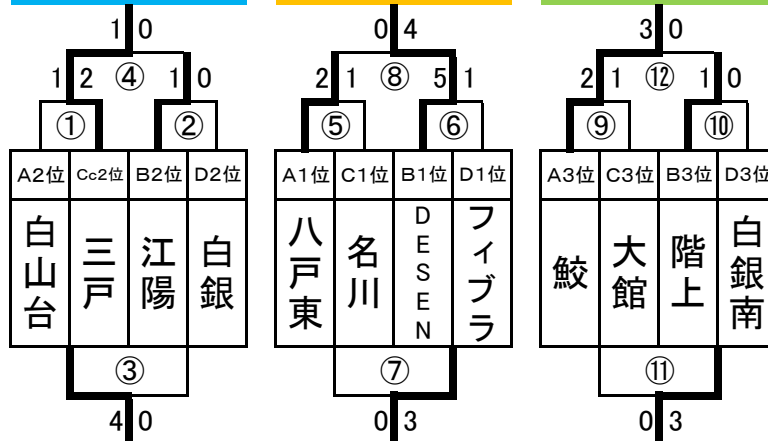 1 0 0 4 3 0
1 2 ④ 1 0 2 1 ⑧ 5 1 2 1 ⑫ 1 0
① ② ⑤ ⑥ ⑨ ⑩
A2位 Cc2位 B2位 D2位 A1位 C1位 B1位 D1位 A3位 C3位 B3位 D3位
白山台 三戸 江陽 白銀 八戸東 名川 DESEN フィブラ 鮫 大館 階上 白銀南
③ ⑦ ⑪
4 0 0 3 0 3